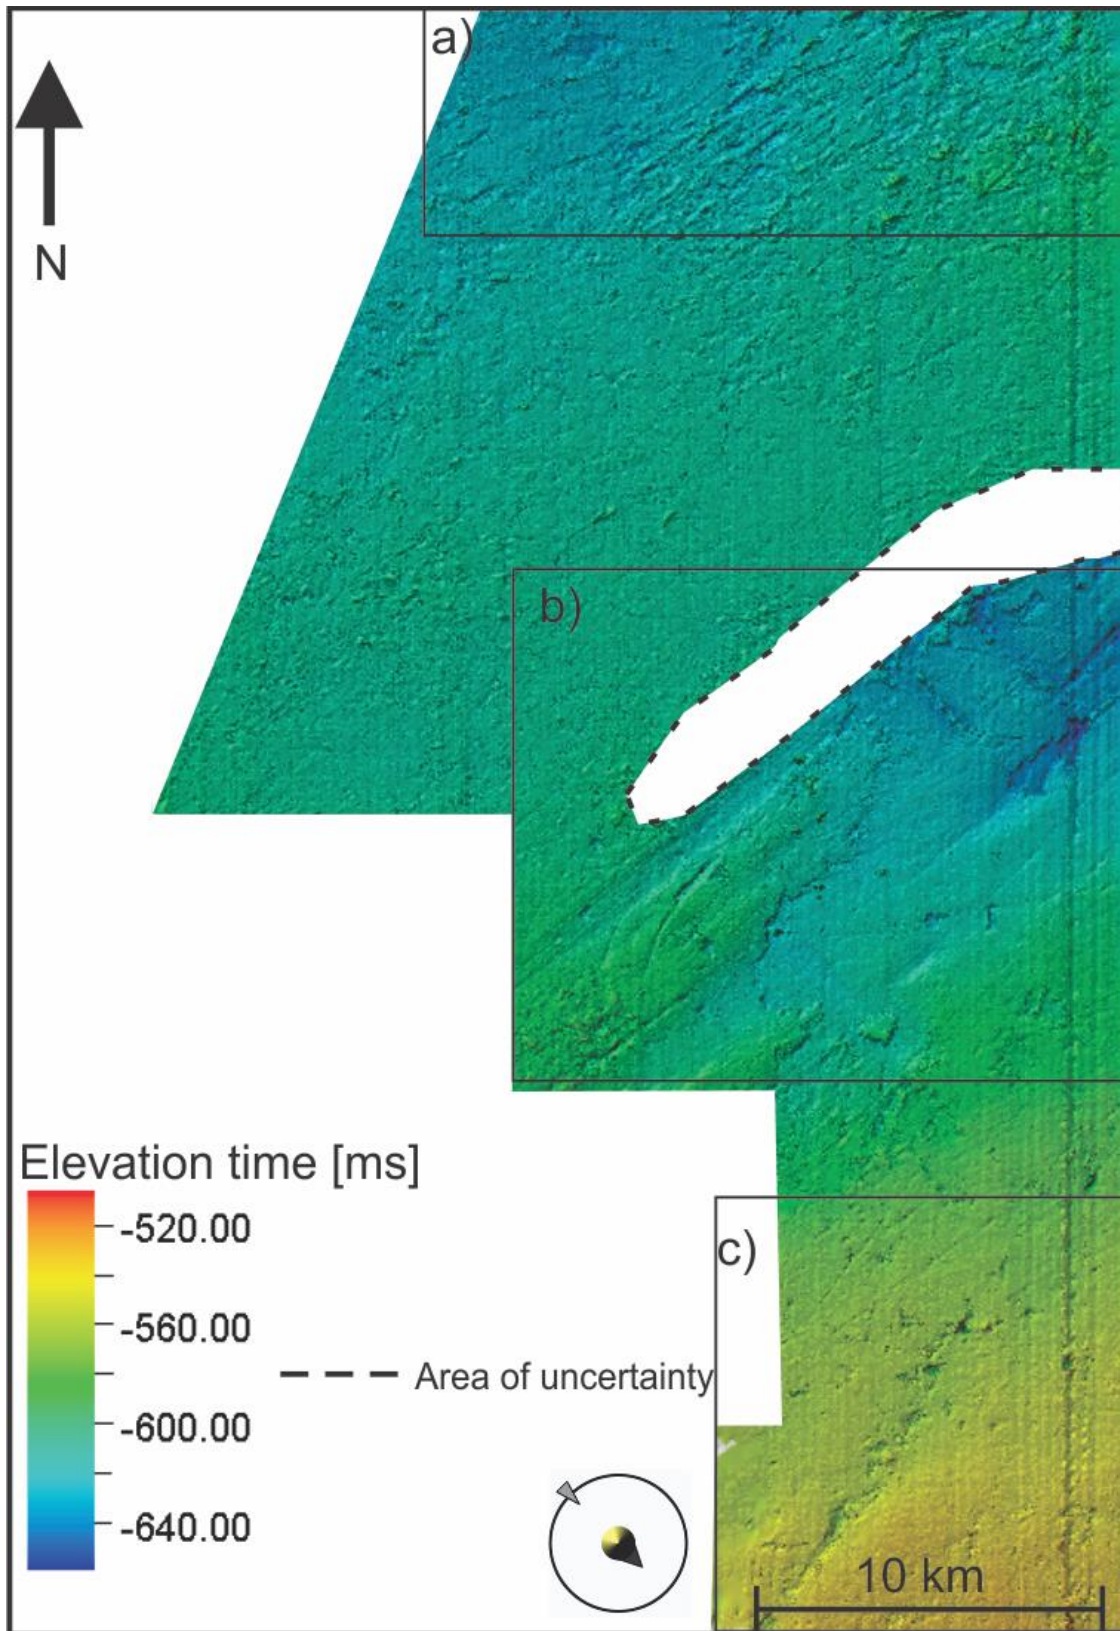 a)
N
b)
Elevation time [ms]
-520.00
-560.00
-600.00
-640.00
Area of uncertainty
c)
10 km